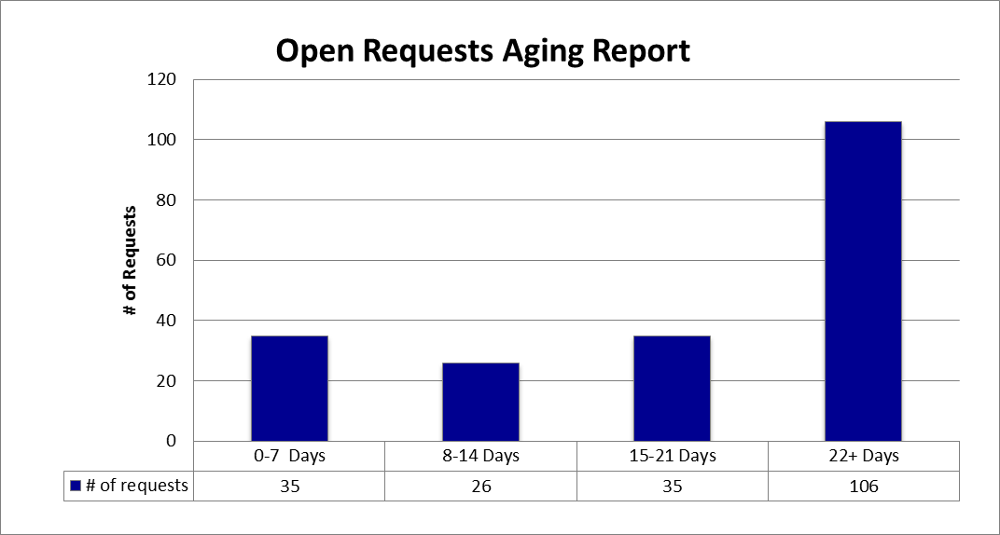 Open Requests Aging Report
120
100
80
60
40
20
0
# of Requests
0-7  Days 8-14 Days 15-21 Days 22+ Days
# of requests 35 26 35 106